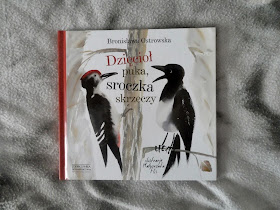 Bronisława Ostrowska
Dzięcioł
puka,
sroczka
skrzeczy